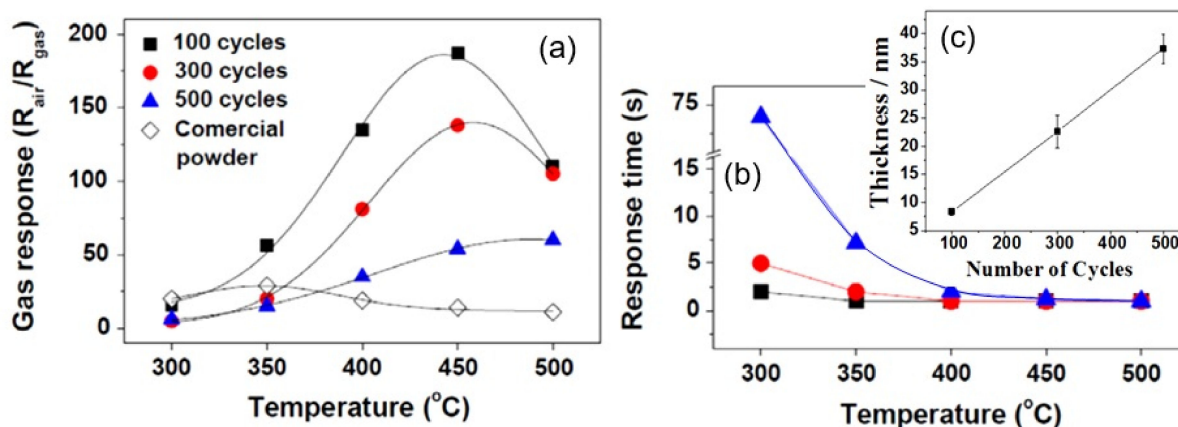 (a)
Gas response (R_air/R_gas)
200
150
100
50
0
100 cycles
300 cycles
500 cycles
Comercial
powder
300 350 400 450 500
Temperature (°C)
(b)
Response time (s)
75
15
10
5
0
300 350 400 450 500
Temperature (°C)
(c)
Thickness / nm
40
35
30
25
20
15
10
5
100 200 300 400 500
Number of Cycles